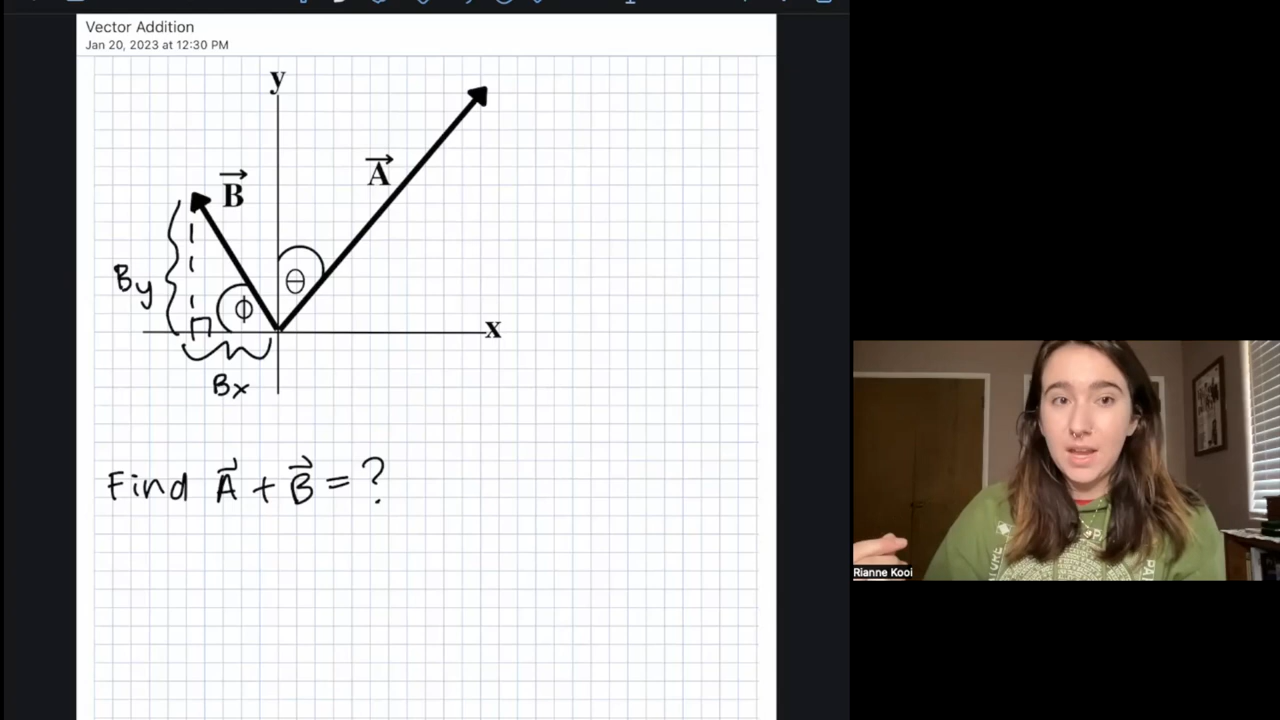 Vector Addition
Jan 20, 2023 at 12:30 PM
y
A
B
By
Θ
Φ
x
Bx
Find A + B = ?
Rianne Kooi